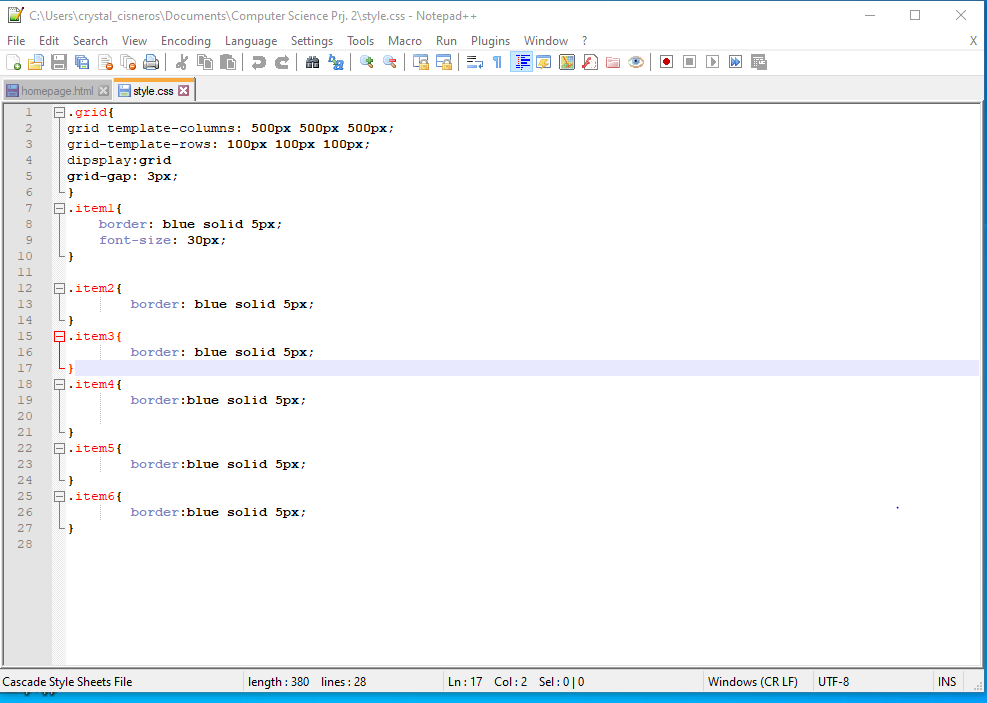 C:\Users\crystal_cisneros\Documents\Computer Science Prj. 2\style.css - Notepad++
File Edit Search View Encoding Language Settings Tools Macro Run Plugins Window ? X
homepage.html style.css
1 .grid{
2 grid template-columns: 500px 500px 500px;
3 grid-template-rows: 100px 100px 100px;
4 dipsplay:grid
5 grid-gap: 3px;
6 }
7 .item1{
8 border: blue solid 5px;
9 font-size: 30px;
10 }
11
12 .item2{
13 border: blue solid 5px;
14 }
15 .item3{
16 border: blue solid 5px;
17 }
18 .item4{
19 border:blue solid 5px;
20
21 }
22 .item5{
23 border:blue solid 5px;
24 }
25 .item6{
26 border:blue solid 5px;
27 }
28
Cascade Style Sheets File length : 380 lines : 28 Ln : 17 Col : 2 Sel : 0 | 0 Windows (CR LF) UTF-8 INS